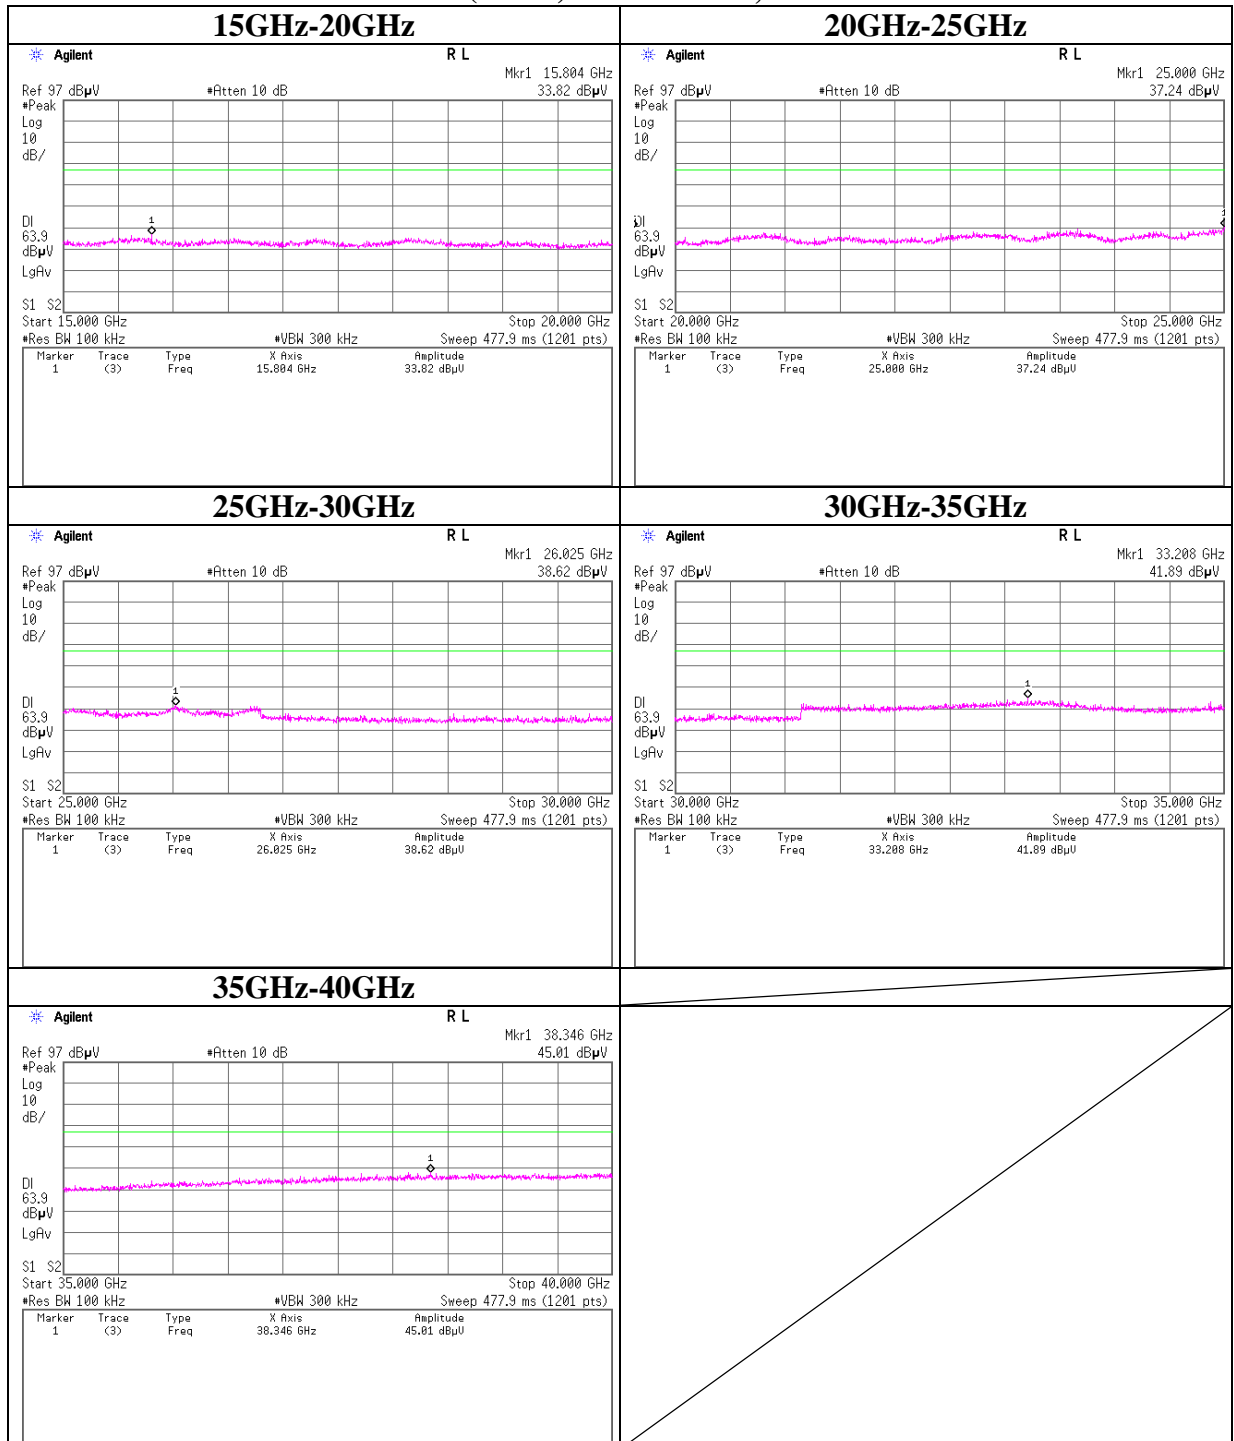 15GHz-20GHz
Agilent
R L
Mkr1 15.804 GHz
Ref 97 dBµV
#Atten 10 dB
33.82 dBµV
#Peak
Log
10
dB/
1
DI
63.9
dBµV
LgAv
S1 S2
Start 15.000 GHz
Stop 20.000 GHz
#Res BW 100 kHz
#VBW 300 kHz
Sweep 477.9 ms (1201 pts)
Marker Trace Type X Axis Amplitude
1 (3) Freq 15.804 GHz 33.82 dBµV
20GHz-25GHz
Agilent
R L
Mkr1 25.000 GHz
Ref 97 dBµV
#Atten 10 dB
37.24 dBµV
#Peak
Log
10
dB/
1
DI
63.9
dBµV
LgAv
S1 S2
Start 20.000 GHz
Stop 25.000 GHz
#Res BW 100 kHz
#VBW 300 kHz
Sweep 477.9 ms (1201 pts)
Marker Trace Type X Axis Amplitude
1 (3) Freq 25.000 GHz 37.24 dBµV
25GHz-30GHz
Agilent
R L
Mkr1 26.025 GHz
Ref 97 dBµV
#Atten 10 dB
38.62 dBµV
#Peak
Log
10
dB/
1
DI
63.9
dBµV
LgAv
S1 S2
Start 25.000 GHz
Stop 30.000 GHz
#Res BW 100 kHz
#VBW 300 kHz
Sweep 477.9 ms (1201 pts)
Marker Trace Type X Axis Amplitude
1 (3) Freq 26.025 GHz 38.62 dBµV
30GHz-35GHz
Agilent
R L
Mkr1 33.208 GHz
Ref 97 dBµV
#Atten 10 dB
41.89 dBµV
#Peak
Log
10
dB/
1
DI
63.9
dBµV
LgAv
S1 S2
Start 30.000 GHz
Stop 35.000 GHz
#Res BW 100 kHz
#VBW 300 kHz
Sweep 477.9 ms (1201 pts)
Marker Trace Type X Axis Amplitude
1 (3) Freq 33.208 GHz 41.89 dBµV
35GHz-40GHz
Agilent
R L
Mkr1 38.346 GHz
Ref 97 dBµV
#Atten 10 dB
45.01 dBµV
#Peak
Log
10
dB/
1
DI
63.9
dBµV
LgAv
S1 S2
Start 35.000 GHz
Stop 40.000 GHz
#Res BW 100 kHz
#VBW 300 kHz
Sweep 477.9 ms (1201 pts)
Marker Trace Type X Axis Amplitude
1 (3) Freq 38.346 GHz 45.01 dBµV